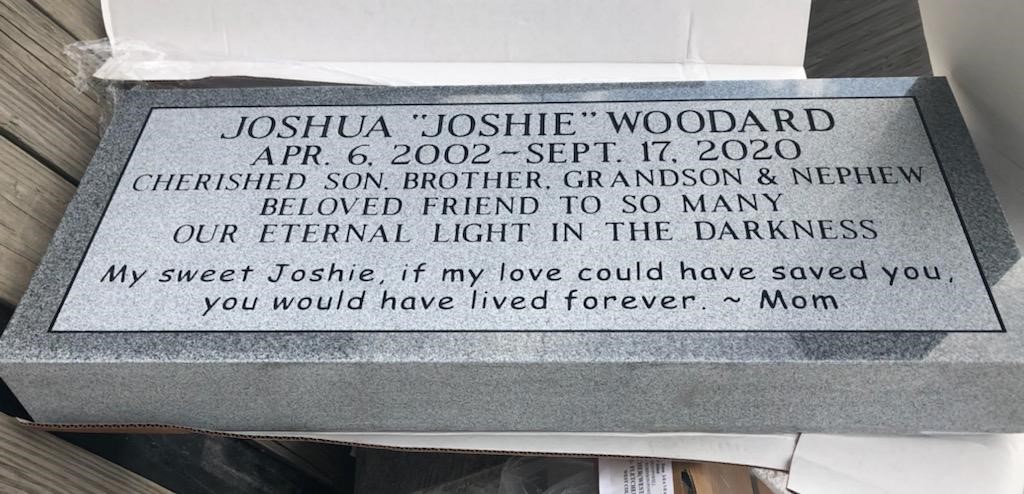 JOSHUA "JOSHIE" WOODARD
APR. 6, 2002~SEPT. 17, 2020
CHERISHED SON, BROTHER, GRANDSON & NEPHEW
BELOVED FRIEND TO SO MANY
OUR ETERNAL LIGHT IN THE DARKNESS
My sweet Joshie, if my love could have saved you,
you would have lived forever. ~ Mom